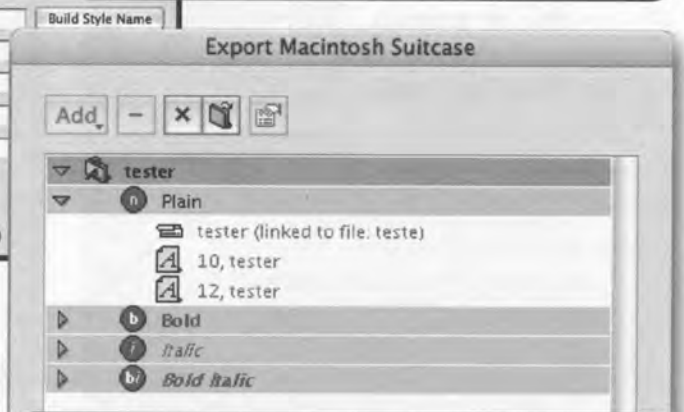 Build Style Name
Export Macintosh Suitcase
Add
tester
n Plain
tester (linked to file: teste)
10, tester
12, tester
b Bold
i Italic
bi Bold Italic